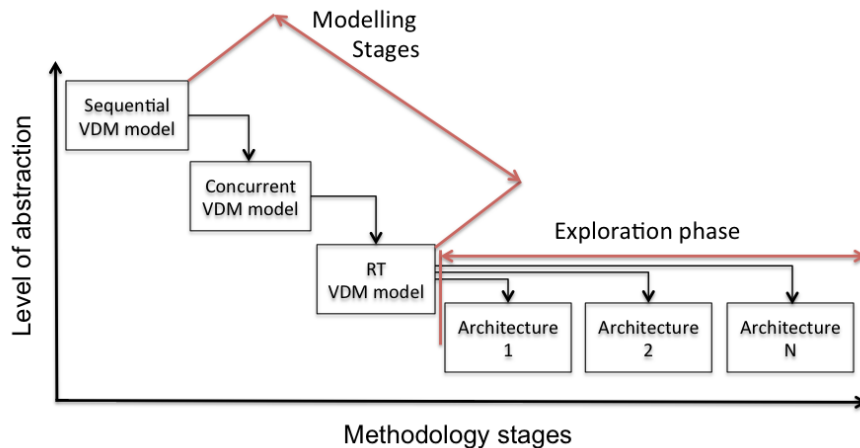 Modelling
Stages
Level of abstraction
Sequential
VDM model
Concurrent
VDM model
RT
VDM model
Exploration phase
Architecture
1
Architecture
2
Architecture
N
Methodology stages